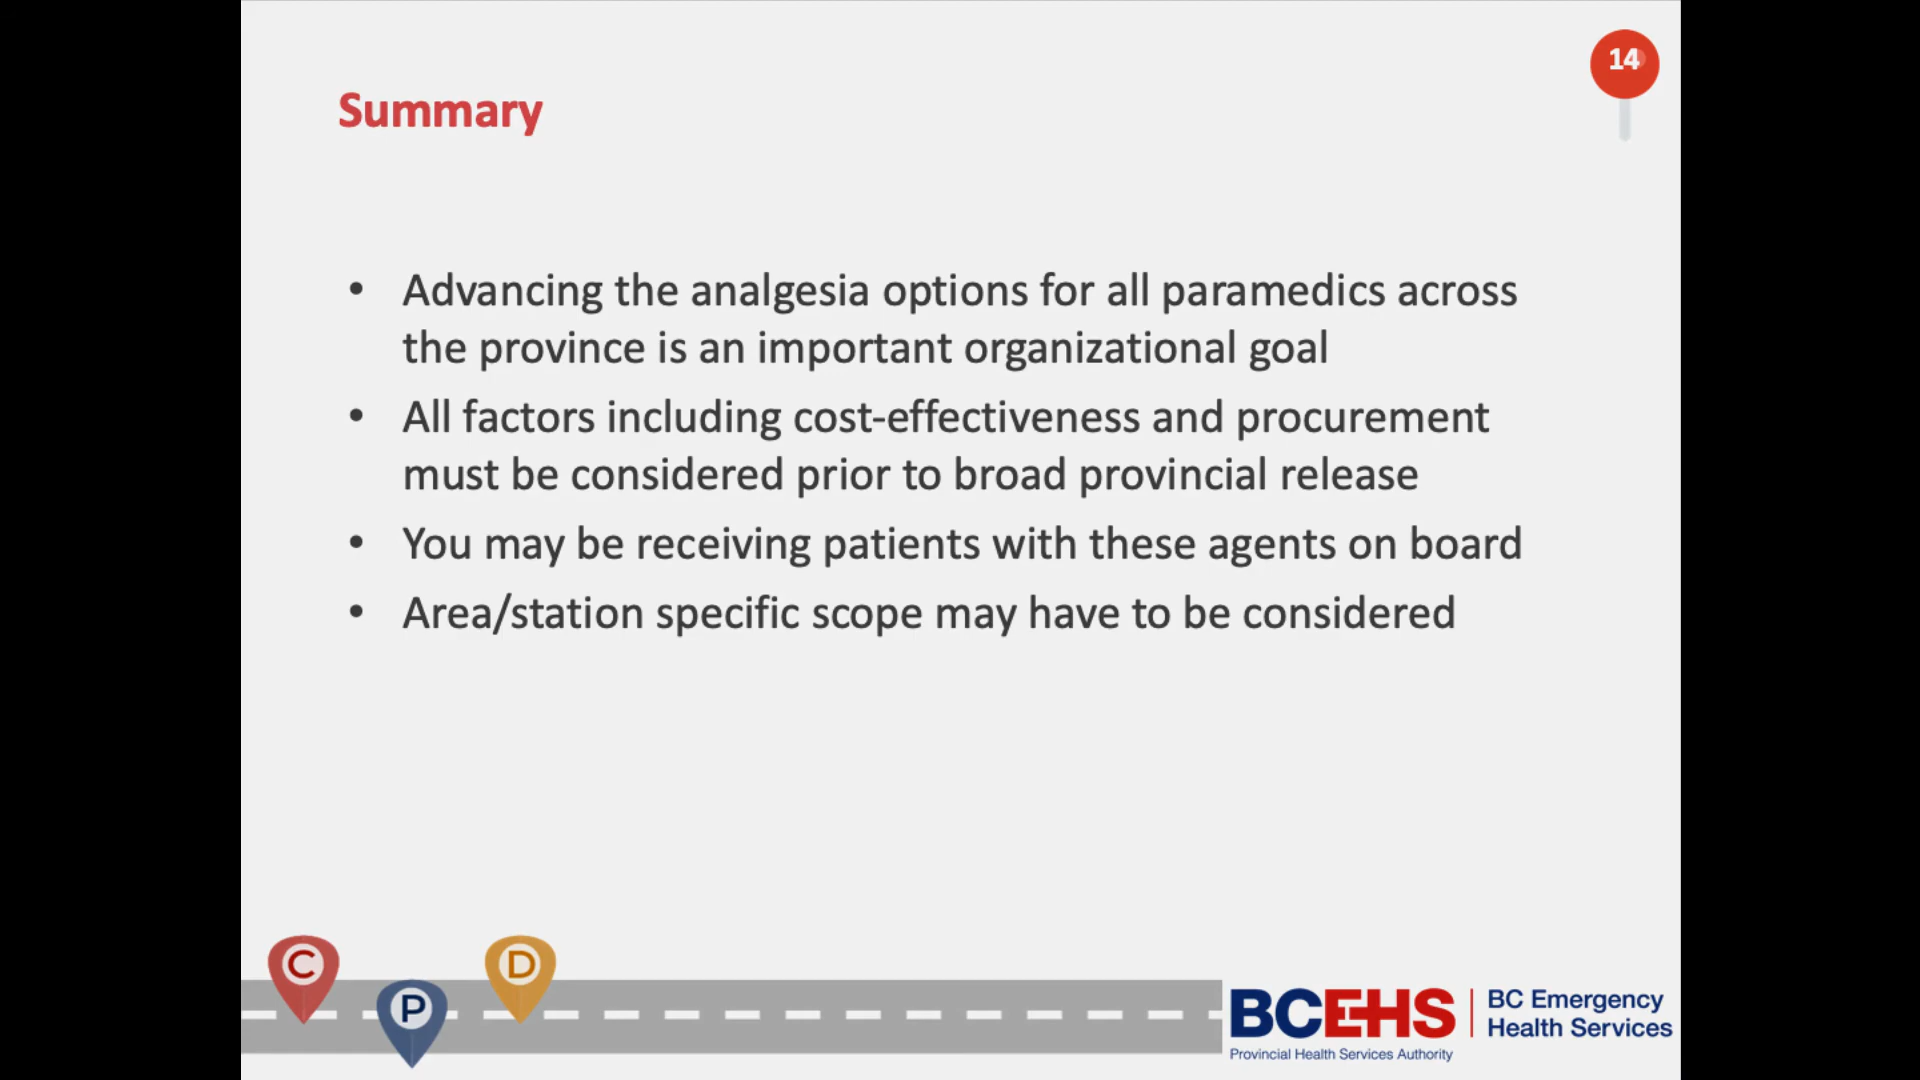 14
Summary
• Advancing the analgesia options for all paramedics across
the province is an important organizational goal
• All factors including cost-effectiveness and procurement
must be considered prior to broad provincial release
• You may be receiving patients with these agents on board
• Area/station specific scope may have to be considered
C
P
D
BCEHS
Provincial Health Services Authority
BC Emergency
Health Services